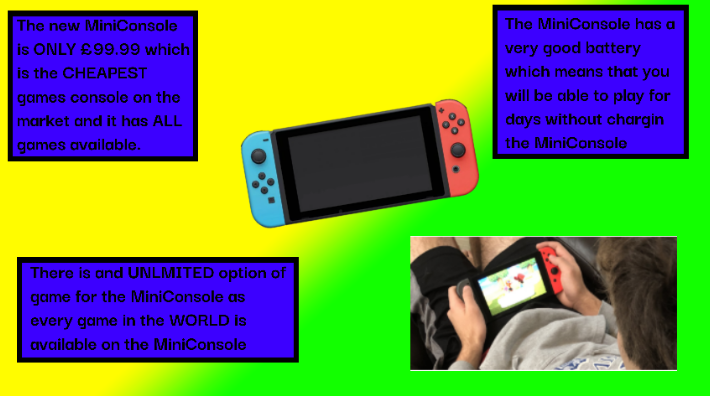 The new MiniConsole
is ONLY £99.99 which
is the CHEAPEST
games console on the
market and it has ALL
games available.
The MiniConsole has a
very good battery
which means that you
will be able to play for
days without chargin
the MiniConsole
There is and UNLMITED option of
game for the MiniConsole as
every game in the WORLD is
available on the MiniConsole